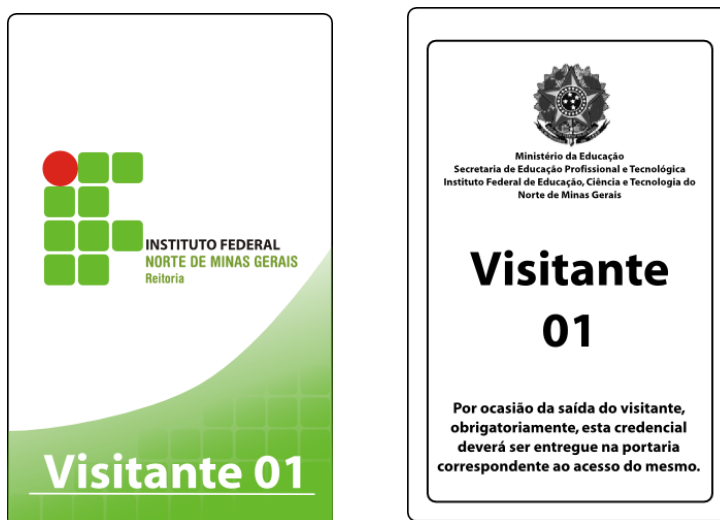 INSTITUTO FEDERAL
NORTE DE MINAS GERAIS
Reitoria
Visitante 01
Ministério da Educação
Secretaria de Educação Profissional e Tecnológica
Instituto Federal de Educação, Ciência e Tecnologia do
Norte de Minas Gerais
Visitante
01
Por ocasião da saída do visitante,
obrigatoriamente, esta credencial
deverá ser entregue na portaria
correspondente ao acesso do mesmo.